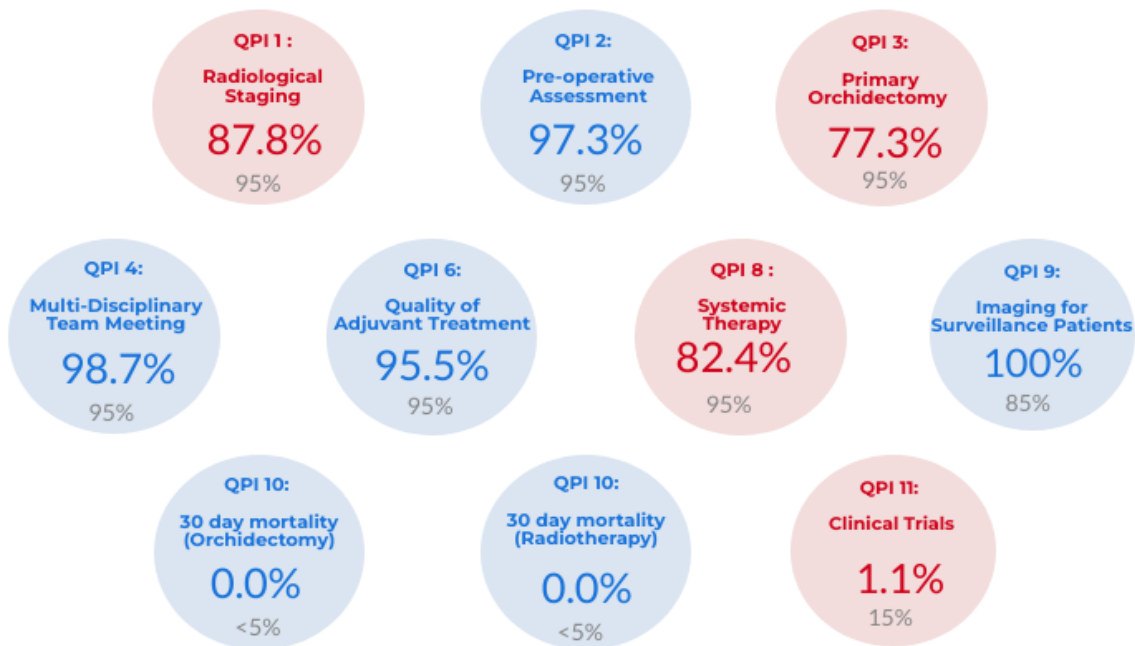 QPI 1 :
Radiological
Staging
87.8%
95%
QPI 2:
Pre-operative
Assessment
97.3%
95%
QPI 3:
Primary
Orchidectomy
77.3%
95%
QPI 4:
Multi-Disciplinary
Team Meeting
98.7%
95%
QPI 6:
Quality of
Adjuvant Treatment
95.5%
95%
QPI 8 :
Systemic
Therapy
82.4%
95%
QPI 9:
Imaging for
Surveillance Patients
100%
85%
QPI 10:
30 day mortality
(Orchidectomy)
0.0%
<5%
QPI 10:
30 day mortality
(Radiotherapy)
0.0%
<5%
QPI 11:
Clinical Trials
1.1%
15%